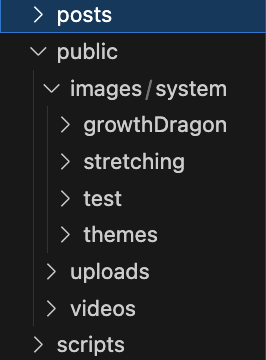 posts
public
images/system
growthDragon
stretching
test
themes
uploads
videos
scripts